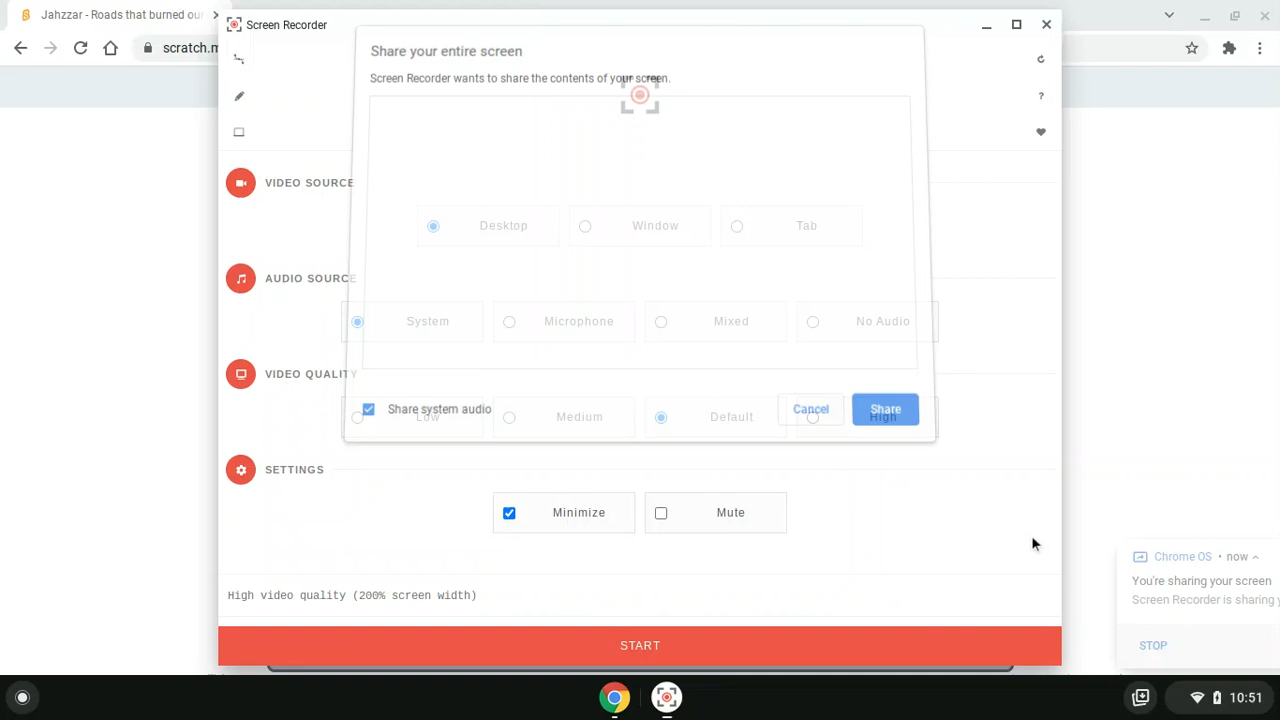 Jahzzar - Roads that burned our
Screen Recorder
scratch.m
Share your entire screen
Screen Recorder wants to share the contents of your screen.
?
VIDEO SOURCE
Desktop
Window
Tab
AUDIO SOURCE
System
Microphone
Mixed
No Audio
VIDEO QUALITY
Share system audio
Cancel
Share
Low
Medium
Default
High
SETTINGS
Minimize
Mute
Chrome OS • now
You're sharing your screen
Screen Recorder is sharing
High video quality (200% screen width)
START
STOP
10:51